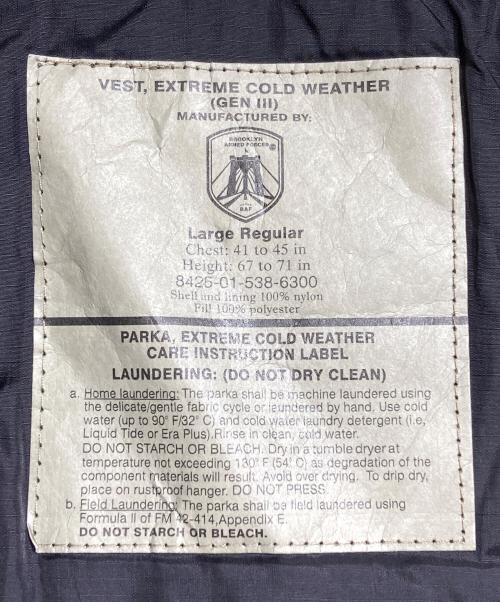 VEST, EXTREME COLD WEATHER
(GEN III)
MANUFACTURED BY:
BROOKLYN
ARMED FORCES
BAF
Large Regular
Chest: 41 to 45 in
Height: 67 to 71 in
8425-01-538-6300
Shell and lining 100% nylon
Fill 100% polyester
PARKA, EXTREME COLD WEATHER
CARE INSTRUCTION LABEL
LAUNDERING: (DO NOT DRY CLEAN)
a. Home laundering: The parka shall be machine laundered using
the delicate/gentle fabric cycle or laundered by hand. Use cold
water (up to 90° F/32° C) and cold water laundry detergent (i.e,
Liquid Tide or Era Plus).Rinse in clean, cold water.
DO NOT STARCH OR BLEACH. Dry in a tumble dryer at
temperature not exceeding 130° F (54° C) as degradation of the
component materials will result. Avoid over drying. To drip dry,
place on rustproof hanger. DO NOT PRESS.
b. Field Laundering: The parka shall be field laundered using
Formula II of FM 42-414,Appendix E.
DO NOT STARCH OR BLEACH.